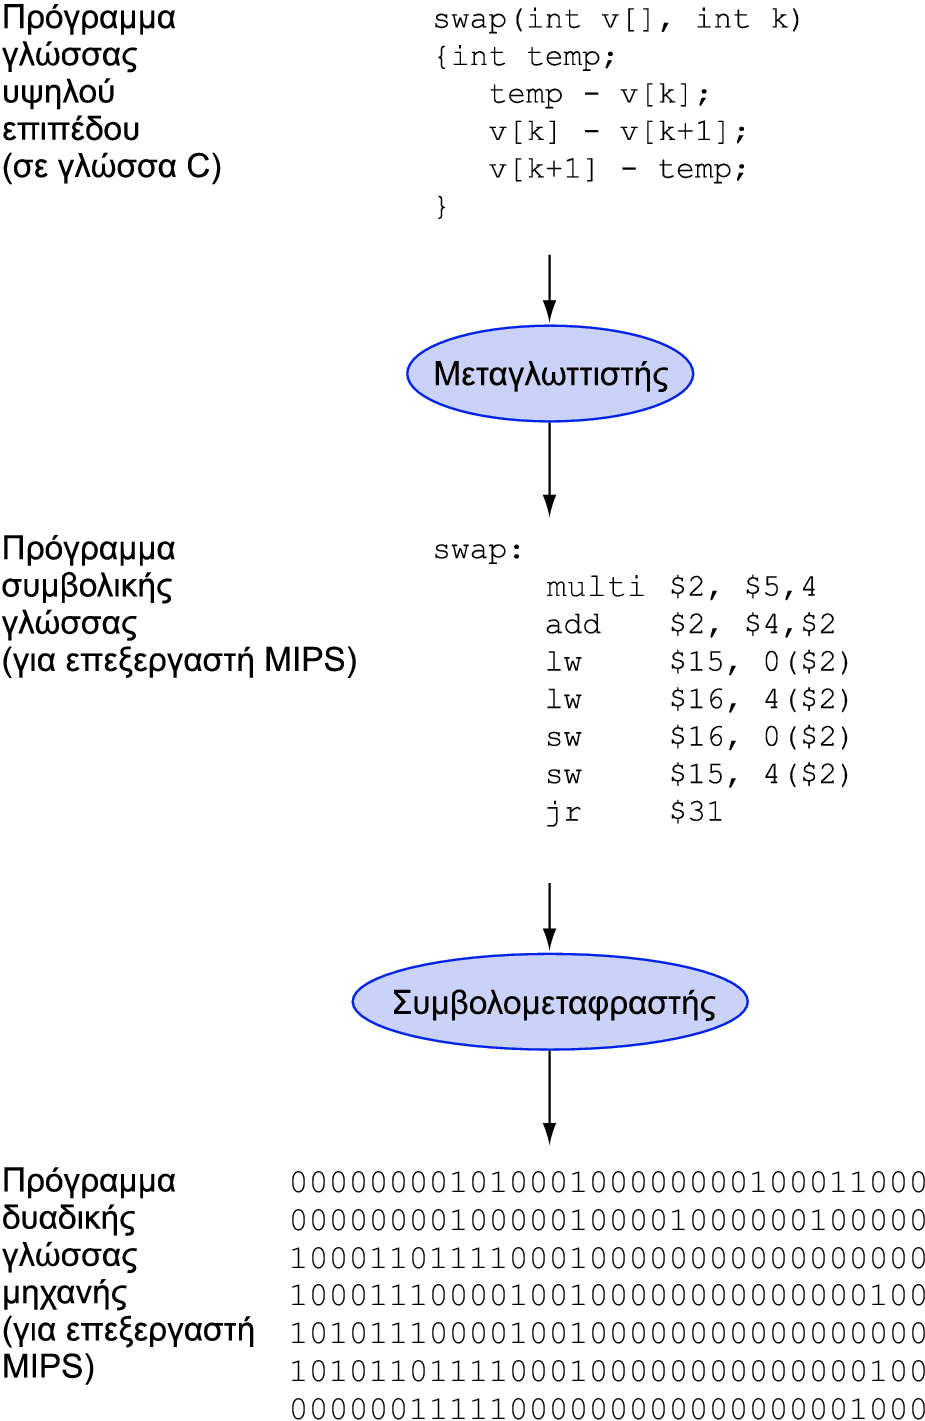 Πρόγραμμα
γλώσσας
υψηλού
επιπέδου
(σε γλώσσα C)
swap(int v[], int k)
{int temp;
temp - v[k];
v[k] - v[k+1];
v[k+1] - temp;
}
Μεταγλωττιστής
Πρόγραμμα
συμβολικής
γλώσσας
(για επεξεργαστή MIPS)
swap:
multi $2, $5,4
add $2, $4,$2
lw $15, 0($2)
lw $16, 4($2)
sw $16, 0($2)
sw $15, 4($2)
jr $31
Συμβολομεταφραστής
Πρόγραμμα
δυαδικής
γλώσσας
μηχανής
(για επεξεργαστή
MIPS)
00000000101000100000000100011000
00000000100000100001000000100000
10001101111000100000000000000000
10001110000100100000000000000100
10101110000100100000000000000000
10101101111000100000000000000100
00000011111000000000000000001000